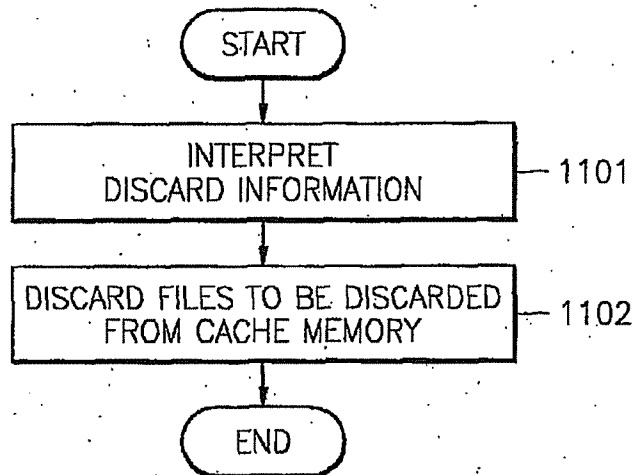 START
INTERPRET
DISCARD INFORMATION
1101
DISCARD FILES TO BE DISCARDED
FROM CACHE MEMORY
1102
END